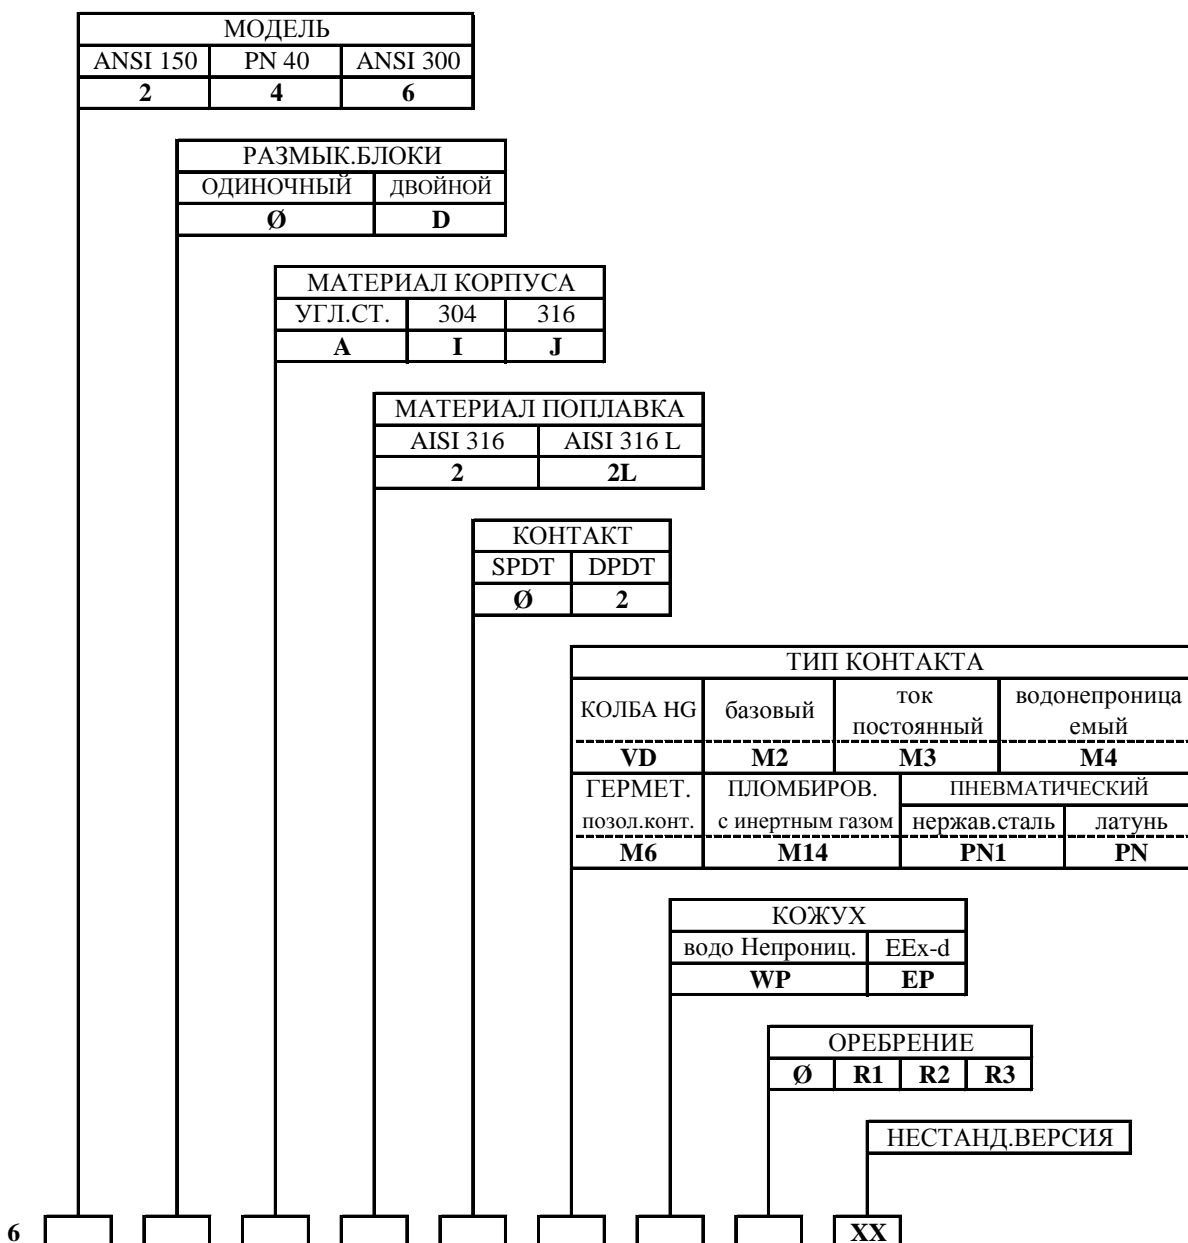 МОДЕЛЬ
ANSI 150 PN 40 ANSI 300
2 4 6
РАЗМЫК.БЛОКИ
ОДИНОЧНЫЙ ДВОЙНОЙ
Ø D
МАТЕРИАЛ КОРПУСА
УГЛ.СТ. 304 316
A I J
МАТЕРИАЛ ПОПЛАВКА
AISI 316 AISI 316 L
2 2L
КОНТАКТ
SPDT DPDT
Ø 2
ТИП КОНТАКТА
КОЛБА HG базовый ток постоянный водонепроница
емый
VD M2 M3 M4
ГЕРМЕТ. ПЛОМБИРОВ. ПНЕВМАТИЧЕСКИЙ
позол.конт. с инертным газом нержав.сталь латунь
M6 M14 PN1 PN
КОЖУХ
водо Непрониц. EEx-d
WP EP
ОРЕБРЕНИЕ
Ø R1 R2 R3
НЕСТАНД.ВЕРСИЯ
6 XX